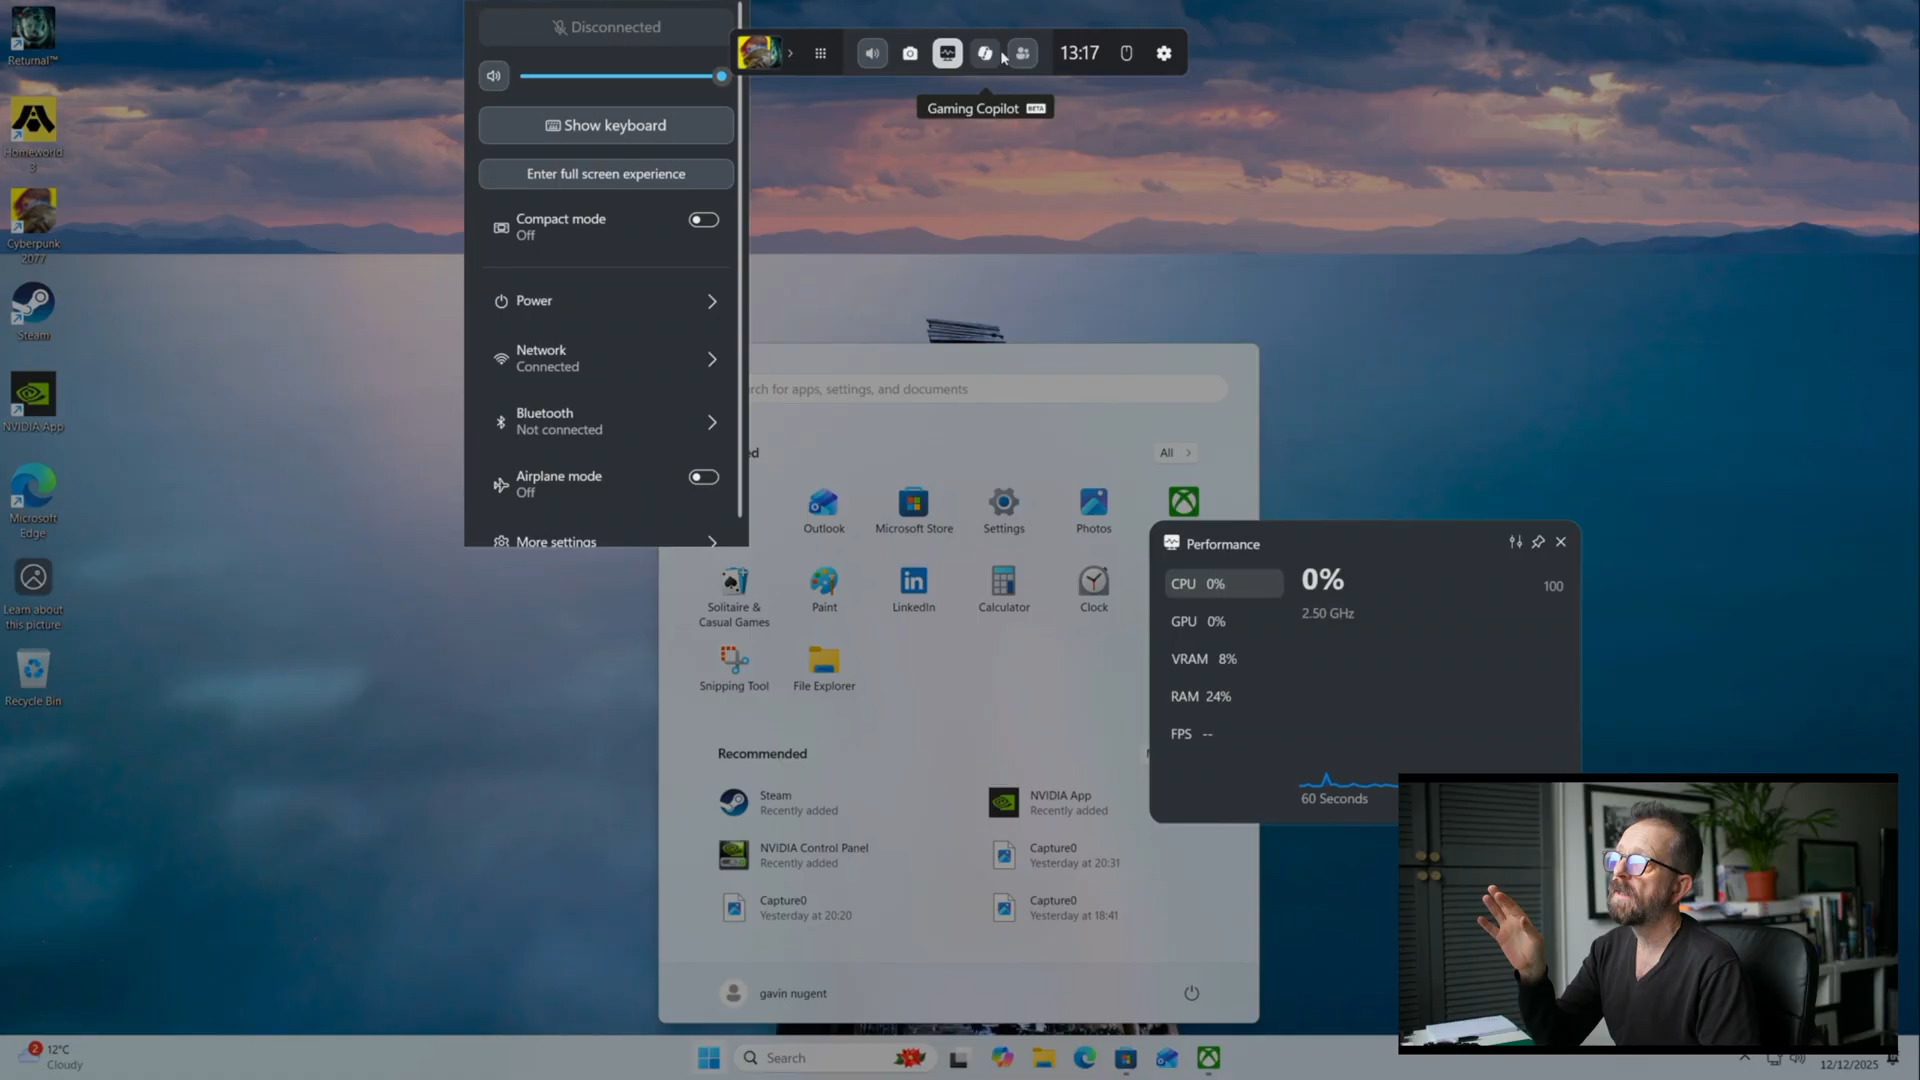 Returnal™
Homeworld
3
Cyberpunk
2077
Steam
NVIDIA App
Microsoft
Edge
Learn about
this picture
Recycle Bin
Disconnected
Show keyboard
Enter full screen experience
Compact mode
Off
Power
Network
Connected
Bluetooth
Not connected
Airplane mode
Off
More settings
13:17
Gaming Copilot BETA
rch for apps, settings, and documents
ed
All
Outlook
Microsoft Store
Settings
Photos
Solitaire &
Casual Games
Paint
LinkedIn
Calculator
Clock
Snipping Tool
File Explorer
Recommended
Steam
Recently added
NVIDIA App
Recently added
NVIDIA Control Panel
Recently added
Capture0
Yesterday at 20:31
Capture0
Yesterday at 20:20
Capture0
Yesterday at 18:41
gavin nugent
Performance
CPU 0%
0%
100
2.50 GHz
GPU 0%
VRAM 8%
RAM 24%
FPS --
60 Seconds
2
12°C
Cloudy
Search
12/12/2025